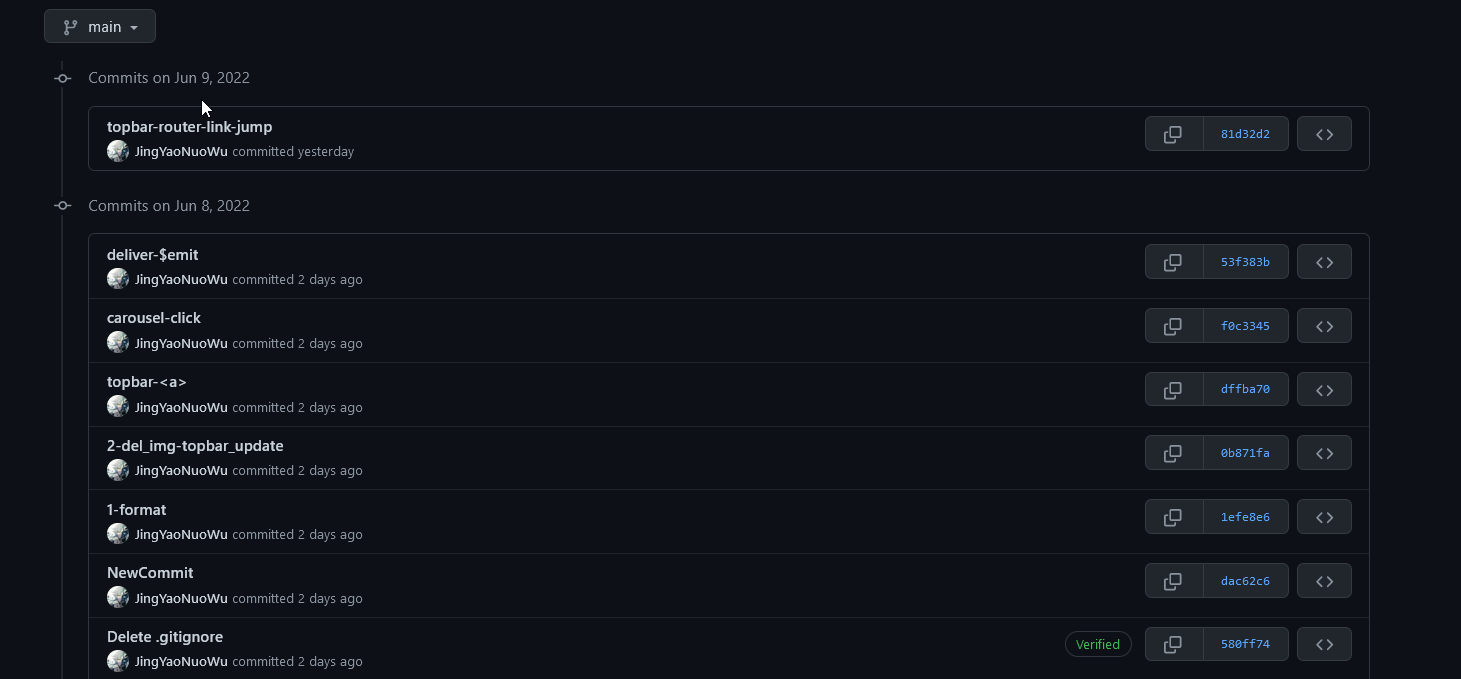 main
Commits on Jun 9, 2022
topbar-router-link-jump
81d32d2
JingYaoNuoWu committed yesterday
Commits on Jun 8, 2022
deliver-$emit
53f383b
JingYaoNuoWu committed 2 days ago
carousel-click
f0c3345
JingYaoNuoWu committed 2 days ago
topbar-<a>
dffba70
JingYaoNuoWu committed 2 days ago
2-del_img-topbar_update
0b871fa
JingYaoNuoWu committed 2 days ago
1-format
1efe8e6
JingYaoNuoWu committed 2 days ago
NewCommit
dac62c6
JingYaoNuoWu committed 2 days ago
Delete .gitignore
Verified 580ff74
JingYaoNuoWu committed 2 days ago